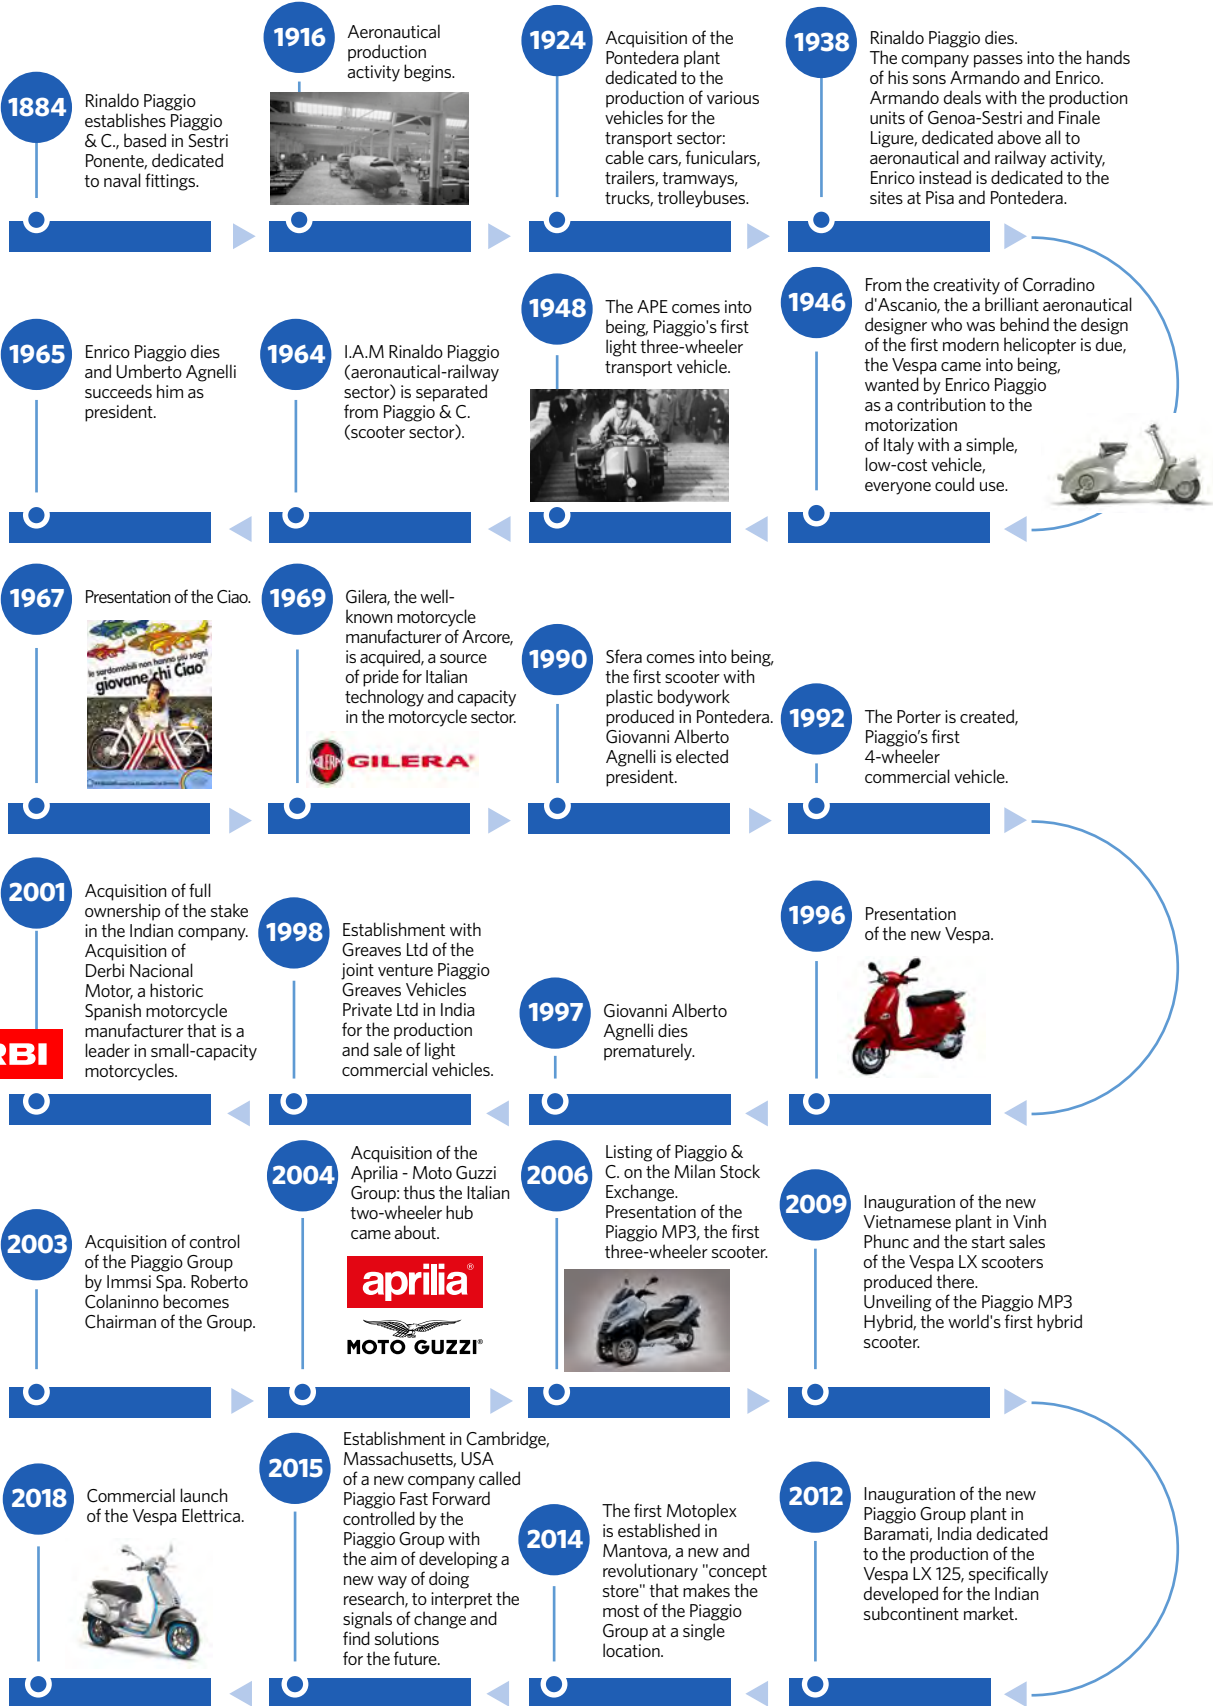 1884
Rinaldo Piaggio
establishes Piaggio
& C., based in Sestri
Ponente, dedicated
to naval fittings.
1916
Aeronautical
production
activity begins.
1924
Acquisition of the
Pontedera plant
dedicated to the
production of various
vehicles for the
transport sector:
cable cars, funiculars,
trailers, tramways,
trucks, trolleybuses.
1938
Rinaldo Piaggio dies.
The company passes into the hands
of his sons Armando and Enrico.
Armando deals with the production
units of Genoa-Sestri and Finale
Ligure, dedicated above all to
aeronautical and railway activity,
Enrico instead is dedicated to the
sites at Pisa and Pontedera.
1946
From the creativity of Corradino
d'Ascanio, the a brilliant aeronautical
designer who was behind the design
of the first modern helicopter is due,
the Vespa came into being,
wanted by Enrico Piaggio
as a contribution to the
motorization
of Italy with a simple,
low-cost vehicle,
everyone could use.
1948
The APE comes into
being, Piaggio's first
light three-wheeler
transport vehicle.
1964
I.A.M Rinaldo Piaggio
(aeronautical-railway
sector) is separated
from Piaggio & C.
(scooter sector).
1965
Enrico Piaggio dies
and Umberto Agnelli
succeeds him as
president.
1967
Presentation of the Ciao.
le sardomobili non hanno più sogni
giovane chi Ciao
1969
Gilera, the well-
known motorcycle
manufacturer of Arcore,
is acquired, a source
of pride for Italian
technology and capacity
in the motorcycle sector.
GILERA
GILERA®
1990
Sfera comes into being,
the first scooter with
plastic bodywork
produced in Pontedera.
Giovanni Alberto
Agnelli is elected
president.
1992
The Porter is created,
Piaggio’s first
4-wheeler
commercial vehicle.
1996
Presentation
of the new Vespa.
1997
Giovanni Alberto
Agnelli dies
prematurely.
1998
Establishment with
Greaves Ltd of the
joint venture Piaggio
Greaves Vehicles
Private Ltd in India
for the production
and sale of light
commercial vehicles.
2001
Acquisition of full
ownership of the stake
in the Indian company.
Acquisition of
Derbi Nacional
Motor, a historic
Spanish motorcycle
manufacturer that is a
leader in small-capacity
motorcycles.
RBI
2003
Acquisition of control
of the Piaggio Group
by Immsi Spa. Roberto
Colaninno becomes
Chairman of the Group.
2004
Acquisition of the
Aprilia - Moto Guzzi
Group: thus the Italian
two-wheeler hub
came about.
aprilia®
MOTO GUZZI®
2006
Listing of Piaggio &
C. on the Milan Stock
Exchange.
Presentation of the
Piaggio MP3, the first
three-wheeler scooter.
2009
Inauguration of the new
Vietnamese plant in Vinh
Phunc and the start sales
of the Vespa LX scooters
produced there.
Unveiling of the Piaggio MP3
Hybrid, the world's first hybrid
scooter.
2012
Inauguration of the new
Piaggio Group plant in
Baramati, India dedicated
to the production of the
Vespa LX 125, specifically
developed for the Indian
subcontinent market.
2014
The first Motoplex
is established in
Mantova, a new and
revolutionary "concept
store" that makes the
most of the Piaggio
Group at a single
location.
2015
Establishment in Cambridge,
Massachusetts, USA
of a new company called
Piaggio Fast Forward
controlled by the
Piaggio Group with
the aim of developing a
new way of doing
research, to interpret the
signals of change and
find solutions
for the future.
2018
Commercial launch
of the Vespa Elettrica.